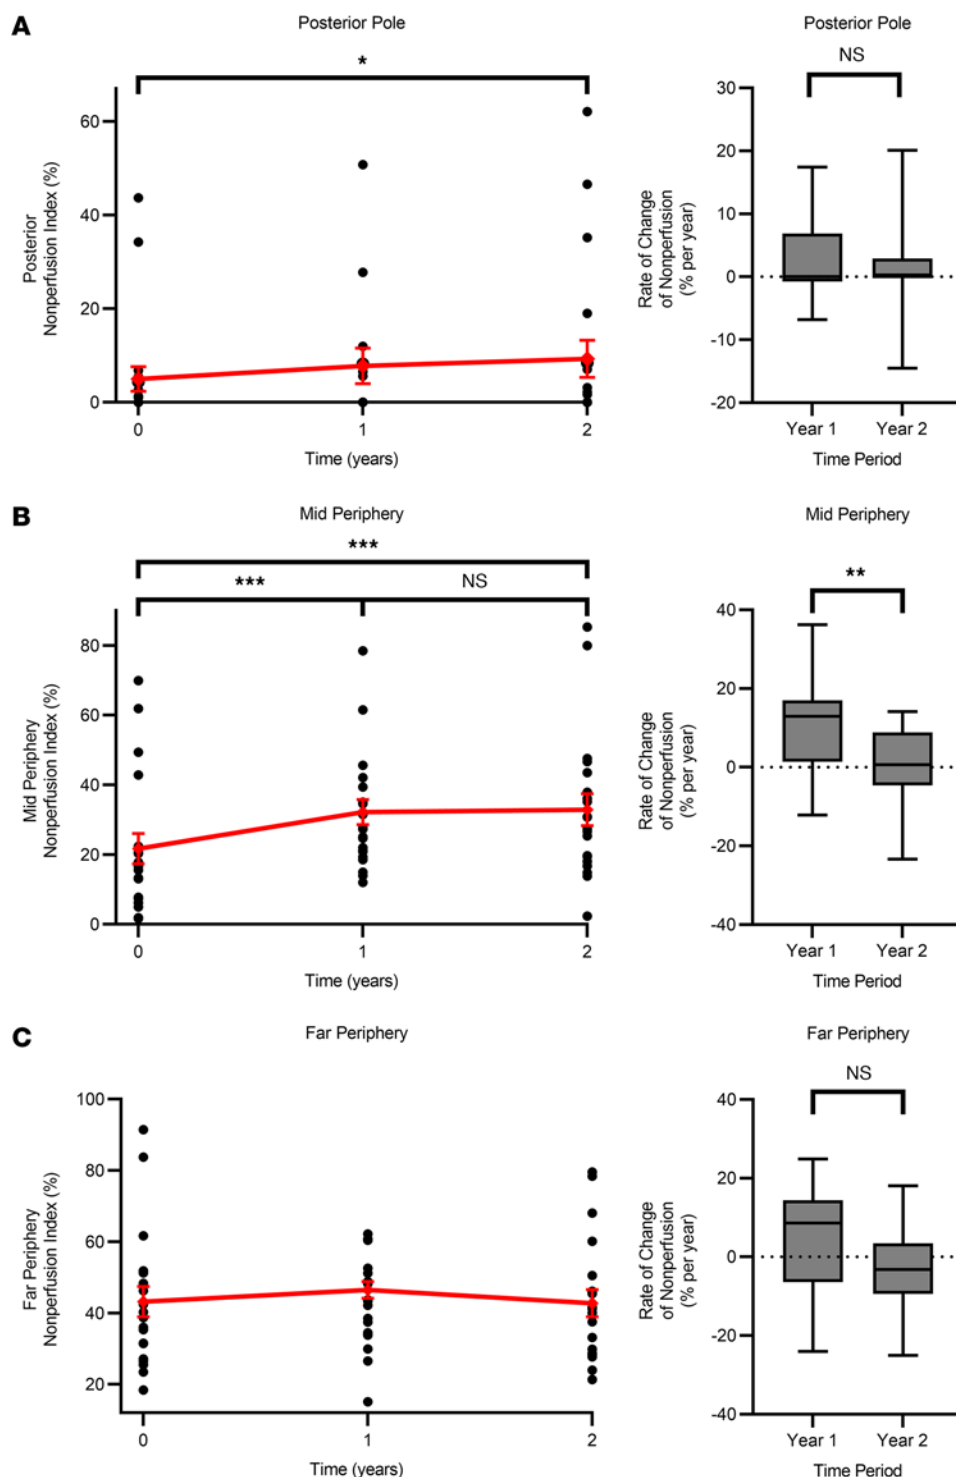 A
Posterior Pole
*
Posterior
Nonperfusion Index (%)
60
40
20
0
0
1
2
Time (years)
Posterior Pole
NS
Rate of Change
of Nonperfusion
(% per year)
30
20
10
0
-10
-20
Year 1
Year 2
Time Period
B
Mid Periphery
***
***
NS
Mid Periphery
Nonperfusion Index (%)
80
60
40
20
0
0
1
2
Time (years)
Mid Periphery
**
Rate of Change
of Nonperfusion
(% per year)
40
20
0
-20
-40
Year 1
Year 2
Time Period
C
Far Periphery
Far Periphery
Nonperfusion Index (%)
100
80
60
40
20
0
1
2
Time (years)
Far Periphery
NS
Rate of Change
of Nonperfusion
(% per year)
40
20
0
-20
-40
Year 1
Year 2
Time Period